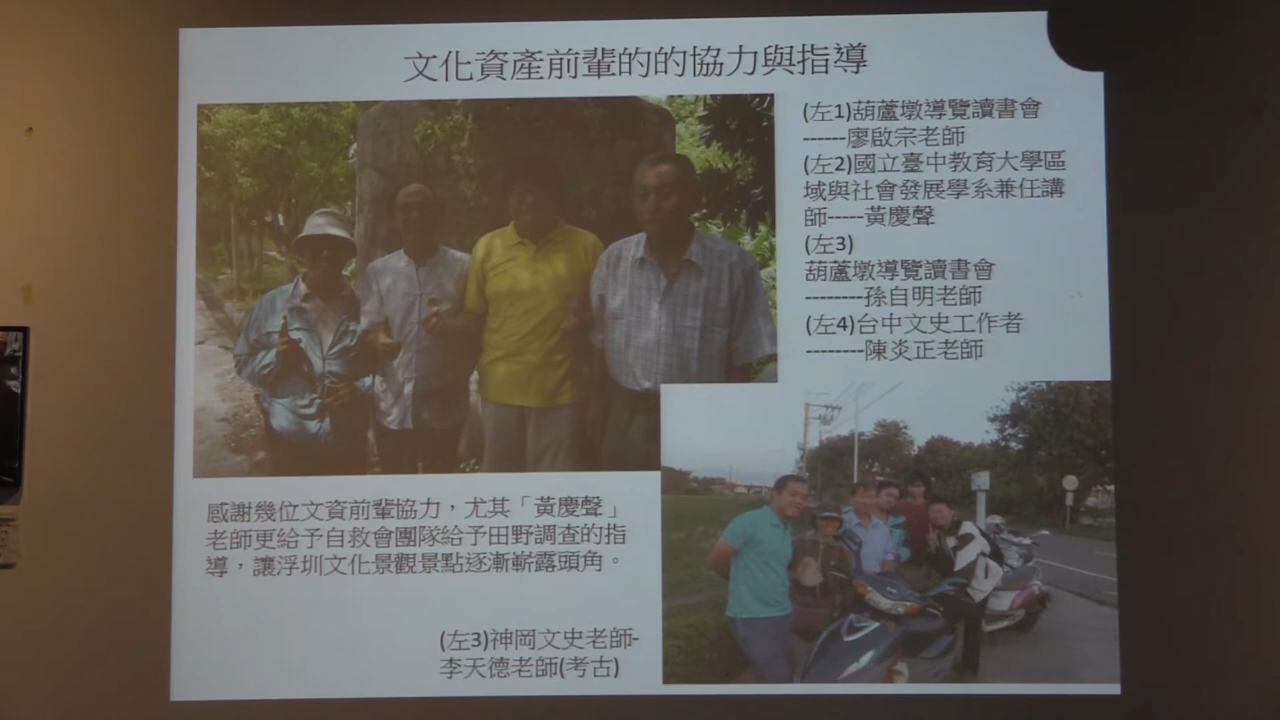 文化資產前輩的的協力與指導
(左1)葫蘆墩導覽讀書會
------廖啟宗老師
(左2)國立臺中教育大學區
域與社會發展學系兼任講
師-----黃慶聲
(左3)
葫蘆墩導覽讀書會
--------孫自明老師
(左4)台中文史工作者
--------陳炎正老師
感謝幾位文資前輩協力，尤其「黃慶聲」
老師更給予自救會團隊給予田野調查的指
導，讓浮圳文化景觀景點逐漸嶄露頭角。
(左3)神岡文史老師-
李天德老師(考古)